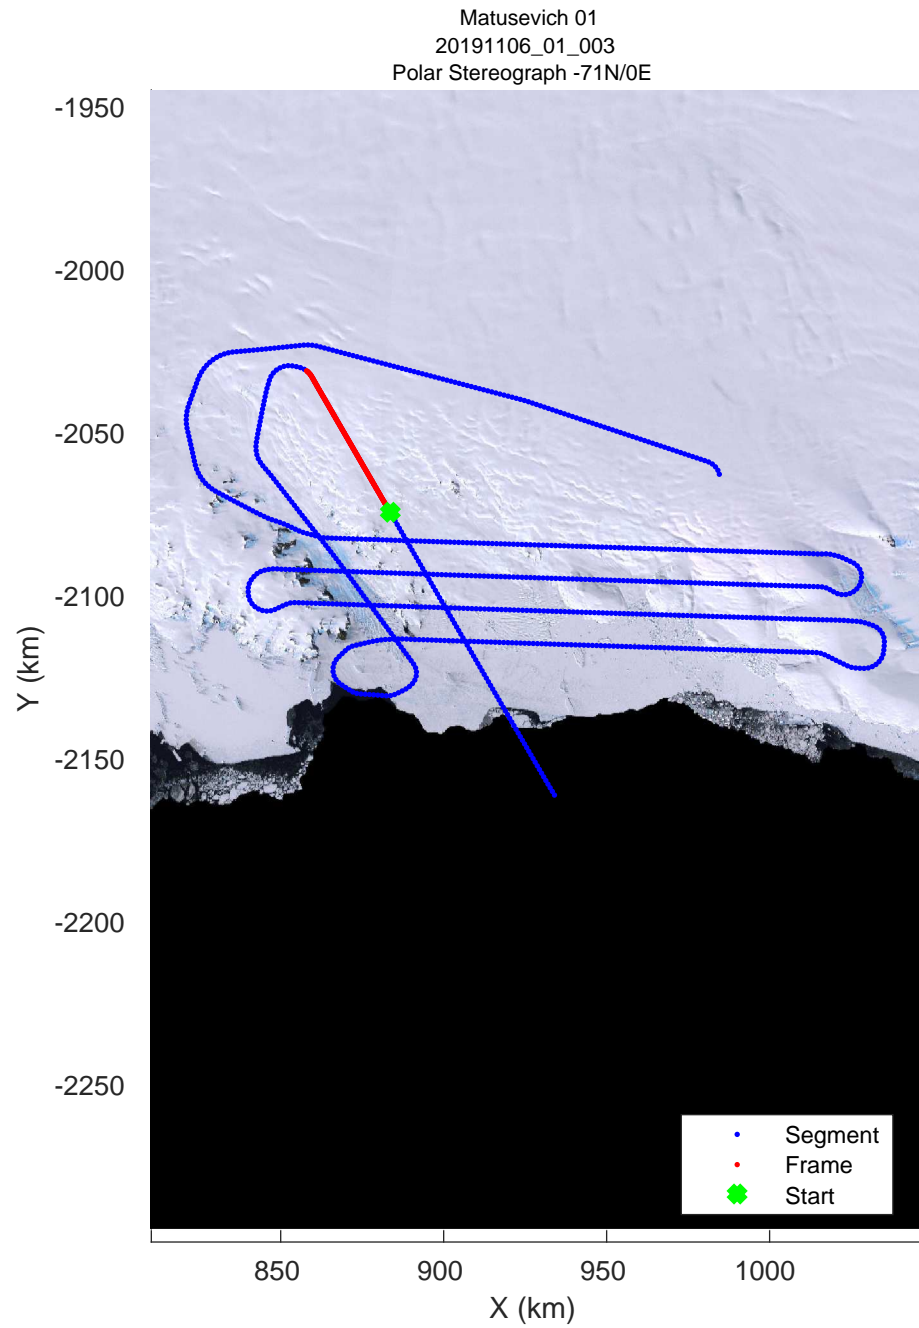 Matusevich 01
20191106_01_003
Polar Stereograph -71N/0E
-1950
-2000
-2050
-2100
-2150
-2200
-2250
Y (km)
850
900
950
1000
X (km)
Segment
Frame
Start